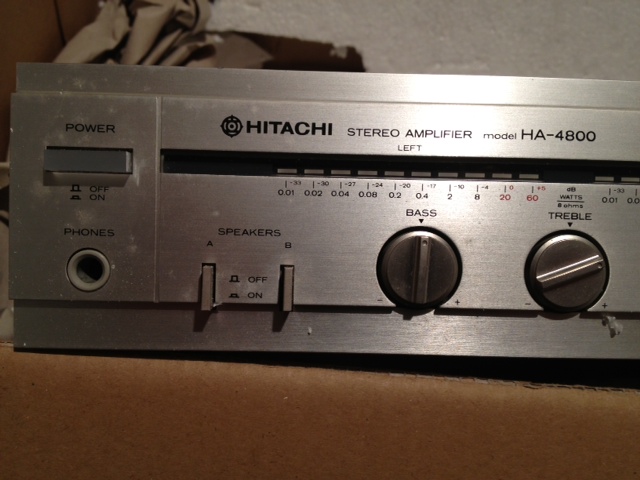 POWER
HITACHI STEREO AMPLIFIER model HA-4800
LEFT
OFF
ON
-33 -30 -27 -24 -20 -17 -10 -4 0 +5 dB -33
0.01 0.02 0.04 0.08 0.2 0.4 2 8 20 60 WATTS 0.01
8 ohms
PHONES
SPEAKERS
A B
OFF
ON
BASS
- +
TREBLE
- +